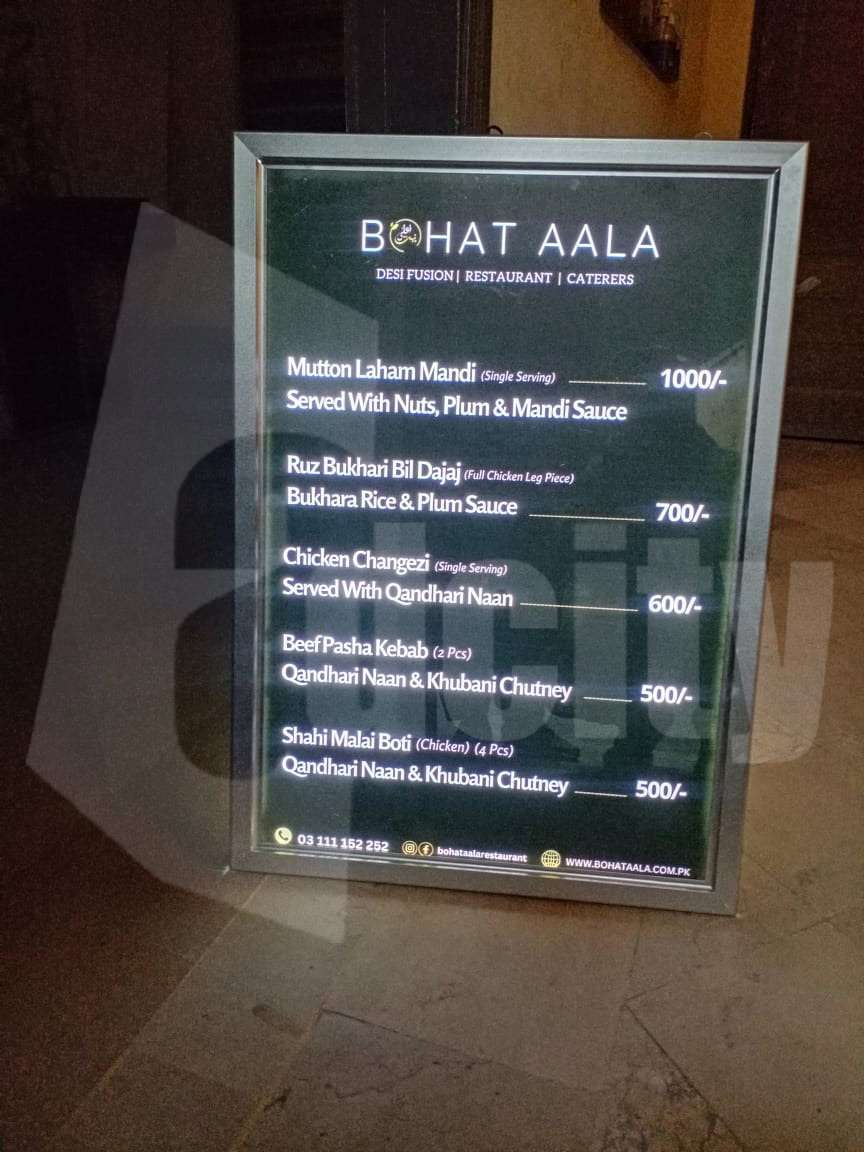 BOHAT AALA
DESI FUSION | RESTAURANT | CATERERS
Mutton Laham Mandi (Single Serving) 1000/-
Served With Nuts, Plum & Mandi Sauce
Ruz Bukhari Bil Dajaj (Full Chicken Leg Piece)
Bukhara Rice & Plum Sauce 700/-
Chicken Changezi (Single Serving)
Served With Qandhari Naan 600/-
Beef Pasha Kebab (2 Pcs)
Qandhari Naan & Khubani Chutney 500/-
Shahi Malai Boti (Chicken) (4 Pcs)
Qandhari Naan & Khubani Chutney 500/-
03 111 152 252 bohataalarestaurant WWW.BOHATAALA.COM.PK
adcity